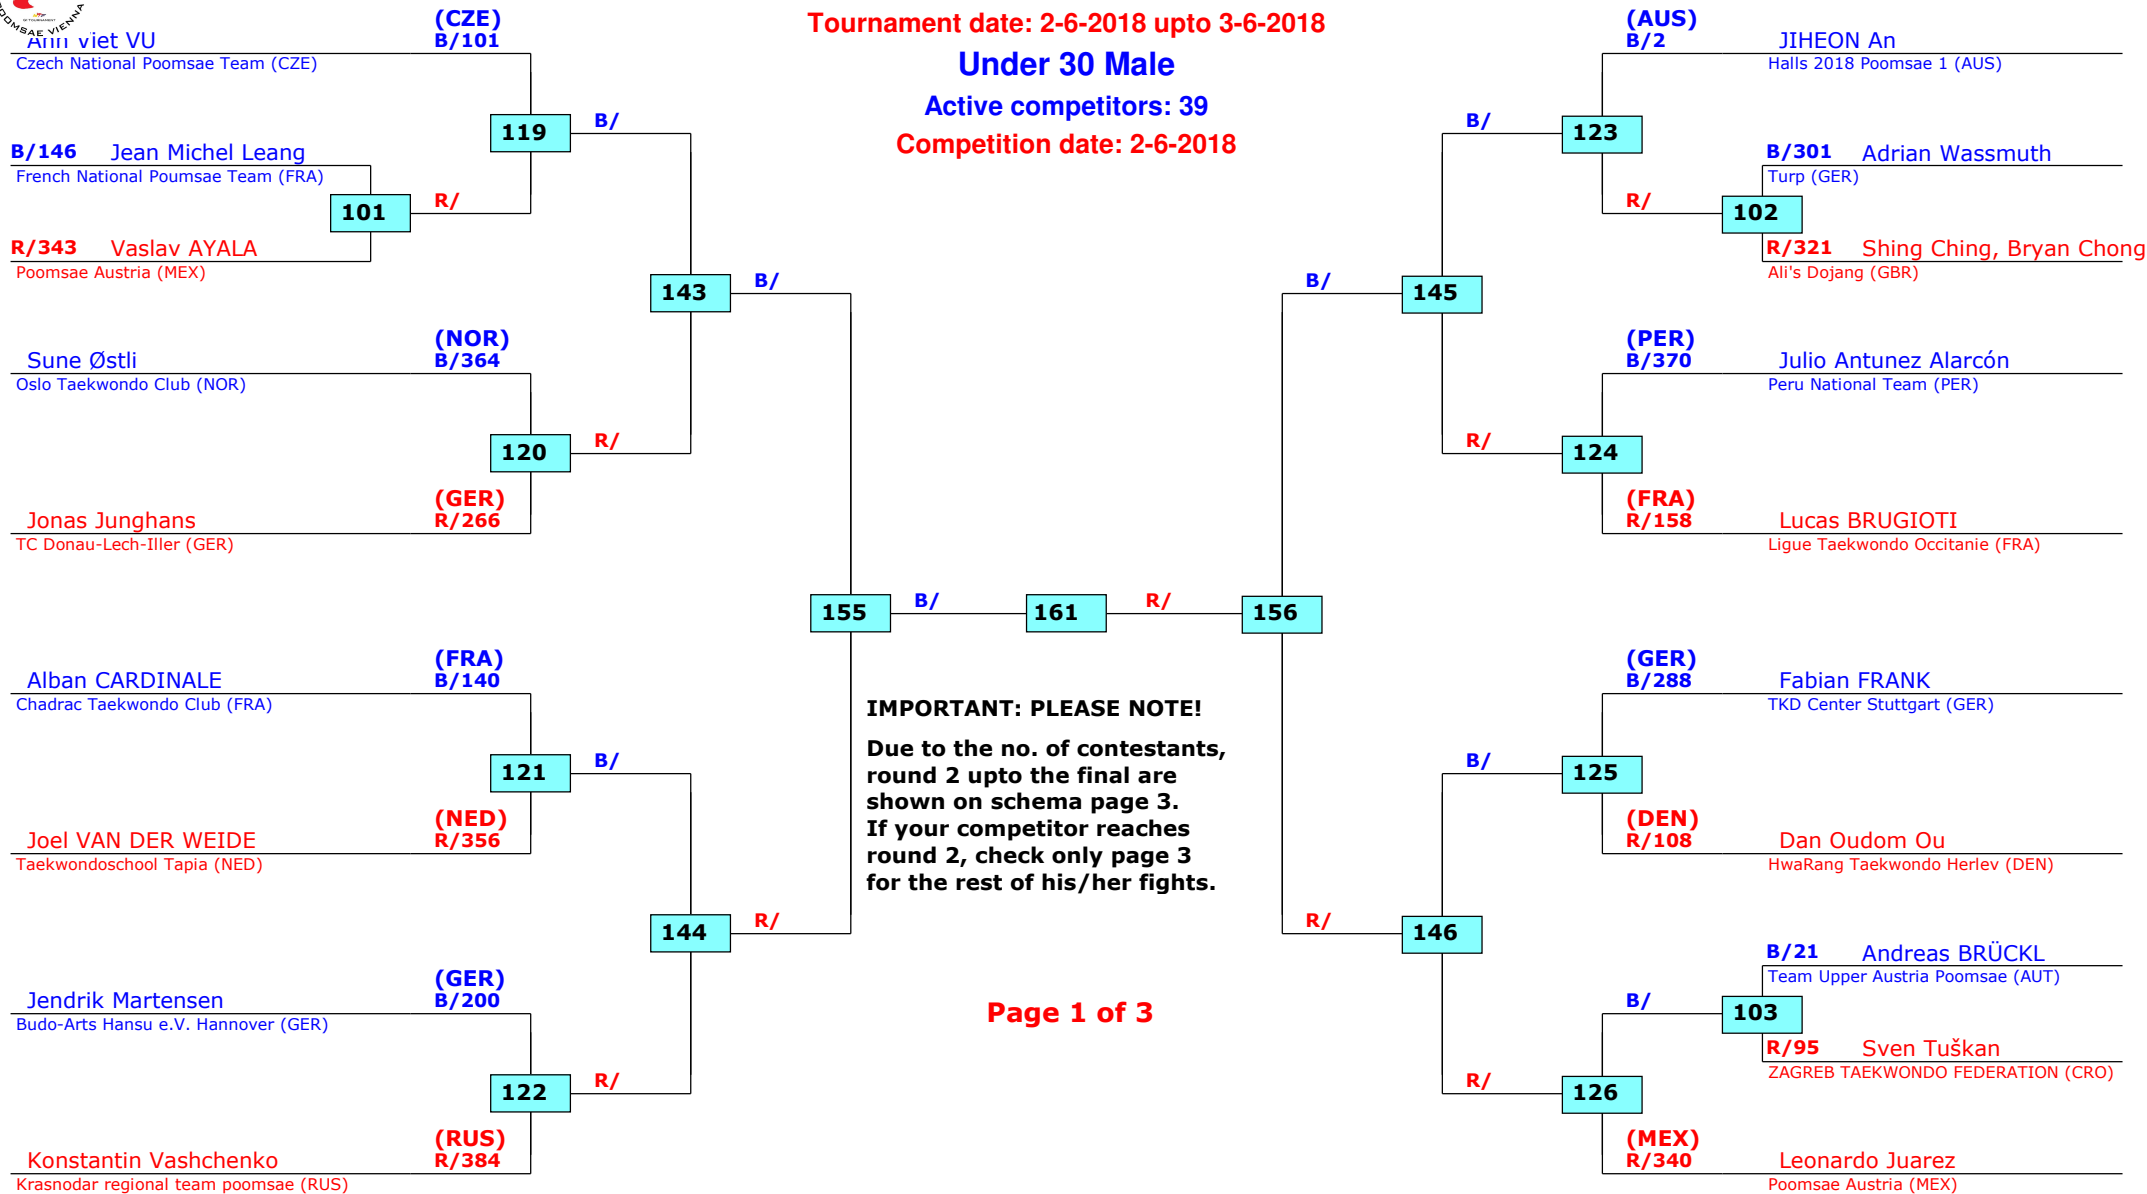 POOMSAE VIENNA
Tournament date: 2-6-2018 upto 3-6-2018
Under 30 Male
Active competitors: 39
Competition date: 2-6-2018
(CZE)
Anh Viet VU B/101
Czech National Poomsae Team (CZE)
119
B/
B/146 Jean Michel Leang
French National Poumsae Team (FRA)
101
R/
R/343 Vaslav AYALA
Poomsae Austria (MEX)
143
B/
(NOR)
Sune Østli B/364
Oslo Taekwondo Club (NOR)
120
R/
(GER)
Jonas Junghans R/266
TC Donau-Lech-Iller (GER)
155
B/
161
R/
156
(FRA)
Alban CARDINALE B/140
Chadrac Taekwondo Club (FRA)
121
B/
(NED)
Joel VAN DER WEIDE R/356
Taekwondoschool Tapia (NED)
144
R/
(GER)
Jendrik Martensen B/200
Budo-Arts Hansu e.V. Hannover (GER)
122
R/
(RUS)
Konstantin Vashchenko R/384
Krasnodar regional team poomsae (RUS)
IMPORTANT: PLEASE NOTE!
Due to the no. of contestants,
round 2 upto the final are
shown on schema page 3.
If your competitor reaches
round 2, check only page 3
for the rest of his/her fights.
Page 1 of 3
(AUS)
B/2 JIHEON An
Halls 2018 Poomsae 1 (AUS)
B/
123
B/301 Adrian Wassmuth
Turp (GER)
R/
102
R/321 Shing Ching, Bryan Chong
Ali's Dojang (GBR)
B/
145
(PER)
B/370 Julio Antunez Alarcón
Peru National Team (PER)
R/
124
(FRA)
R/158 Lucas BRUGIOTI
Ligue Taekwondo Occitanie (FRA)
(GER)
B/288 Fabian FRANK
TKD Center Stuttgart (GER)
B/
125
(DEN)
R/108 Dan Oudom Ou
HwaRang Taekwondo Herlev (DEN)
R/
146
B/21 Andreas BRÜCKL
Team Upper Austria Poomsae (AUT)
B/
103
R/95 Sven Tuškan
ZAGREB TAEKWONDO FEDERATION (CRO)
R/
126
(MEX)
R/340 Leonardo Juarez
Poomsae Austria (MEX)